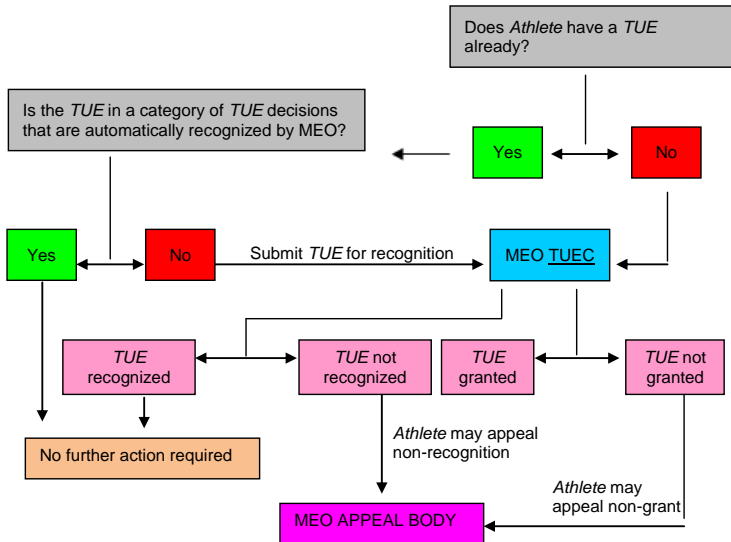 Does Athlete have a TUE
already?
Is the TUE in a category of TUE decisions
that are automatically recognized by MEO?
Yes
No
Yes
No
Submit TUE for recognition
MEO TUEC
TUE
recognized
TUE not
recognized
TUE
granted
TUE not
granted
Athlete may appeal
non-recognition
No further action required
Athlete may
appeal non-grant
MEO APPEAL BODY